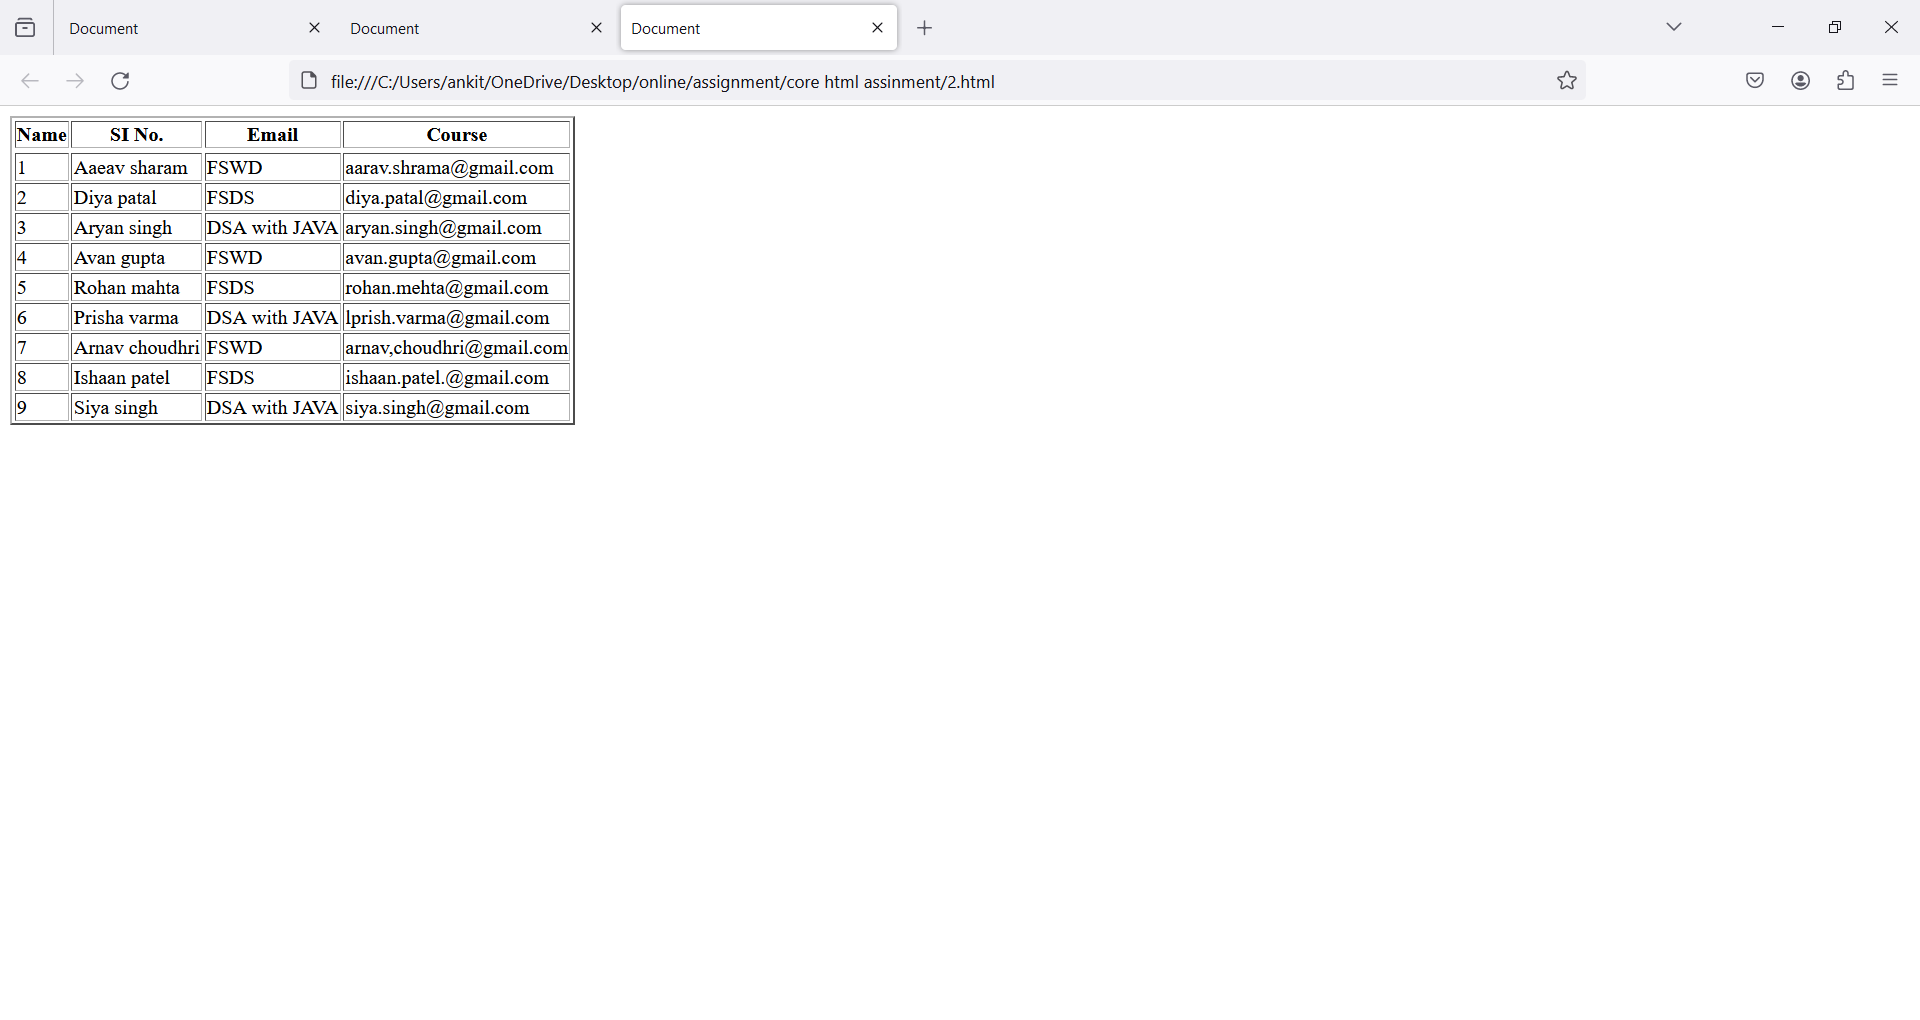 Document Document Document
file:///C:/Users/ankit/OneDrive/Desktop/online/assignment/core html assinment/2.html
Name SI No. Email Course
1 Aaeav sharam FSWD aarav.shrama@gmail.com
2 Diya patal FSDS diya.patal@gmail.com
3 Aryan singh DSA with JAVA aryan.singh@gmail.com
4 Avan gupta FSWD avan.gupta@gmail.com
5 Rohan mahta FSDS rohan.mehta@gmail.com
6 Prisha varma DSA with JAVA lprish.varma@gmail.com
7 Arnav choudhri FSWD arnav,choudhri@gmail.com
8 Ishaan patel FSDS ishaan.patel.@gmail.com
9 Siya singh DSA with JAVA siya.singh@gmail.com